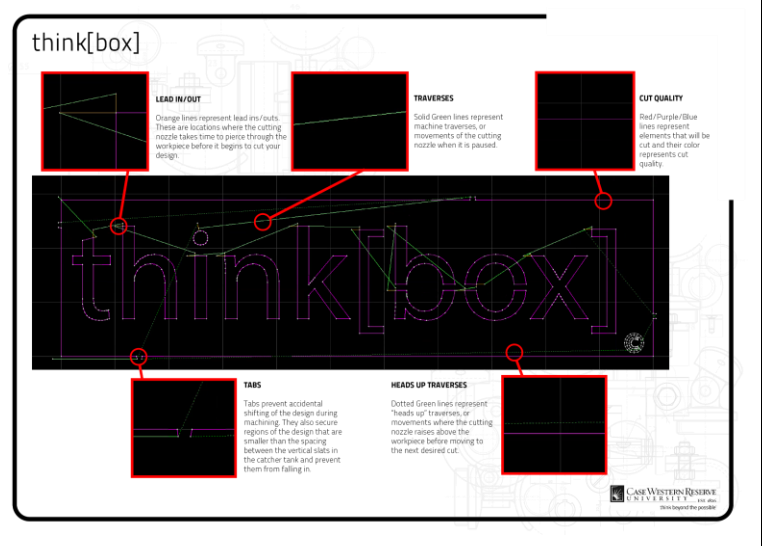 think[box]
LEAD IN/OUT
Orange lines represent lead ins/outs.
These are locations where the cutting
nozzle takes time to pierce through the
workpiece before it begins to cut your
design.
TRAVERSES
Solid Green lines represent
machine traverses, or
movements of the cutting
nozzle when it is paused.
CUT QUALITY
Red/Purple/Blue
lines represent
elements that will be
cut and their color
represents cut
quality.
think[box]
TABS
Tabs prevent accidental
shifting of the design during
machining. They also secure
regions of the design that are
smaller than the spacing
between the vertical slats in
the catcher tank and prevent
them from falling in.
HEADS UP TRAVERSES
Dotted Green lines represent
"heads up" traverses, or
movements where the cutting
nozzle raises above the
workpiece before moving to
the next desired cut.
CASE WESTERN RESERVE
UNIVERSITY EST. 1826
think beyond the possible